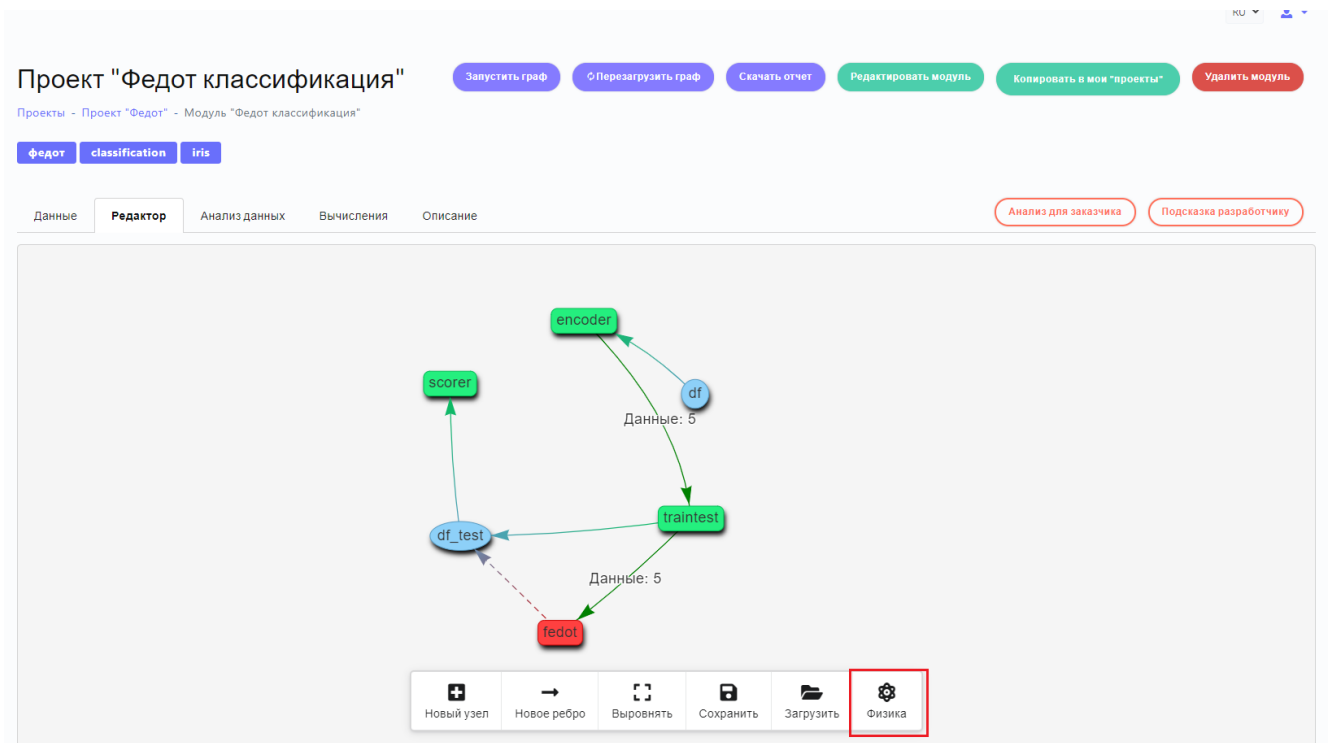 RU
Проект "Федот классификация"
Запустить граф
Перезагрузить граф
Скачать отчет
Редактировать модуль
Копировать в мои "проекты"
Удалить модуль
Проекты - Проект "Федот" - Модуль "Федот классификация"
федот
classification
iris
Данные
Редактор
Анализ данных
Вычисления
Описание
Анализ для заказчика
Подсказка разработчику
encoder
scorer
df
Данные: 5
traintest
df_test
Данные: 5
fedot
Новый узел
Новое ребро
Выровнять
Сохранить
Загрузить
Физика